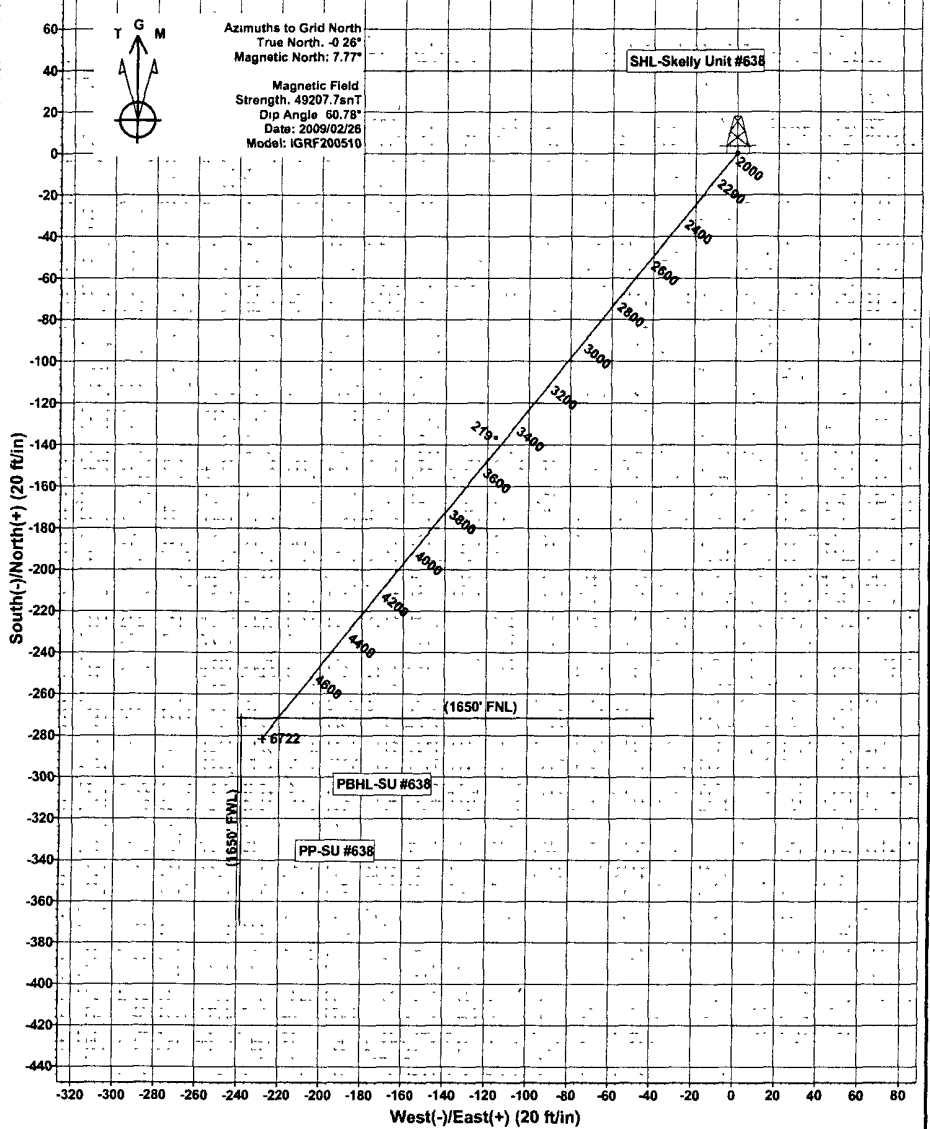 T G M
Azimuths to Grid North
True North. -0 26°
Magnetic North: 7.77°
Magnetic Field
Strength. 49207.7snT
Dip Angle 60.78°
Date: 2009/02/26
Model: IGRF200510
SHL-Skelly Unit #638
60
40
20
0
-20
-40
-60
-80
-100
-120
-140
-160
-180
-200
-220
-240
-260
-280
-300
-320
-340
-360
-380
-400
-420
-440
South(-)/North(+) (20 ft/in)
2000
2200
2400
2600
2800
3000
3200
219°
3400
3600
3800
4000
4200
4400
4600
(1650' FNL)
6722
PBHL-SU #638
(1650' FWL)
PP-SU #638
-320 -300 -280 -260 -240 -220 -200 -180 -160 -140 -120 -100 -80 -60 -40 -20 0 20 40 60 80
West(-)/East(+) (20 ft/in)